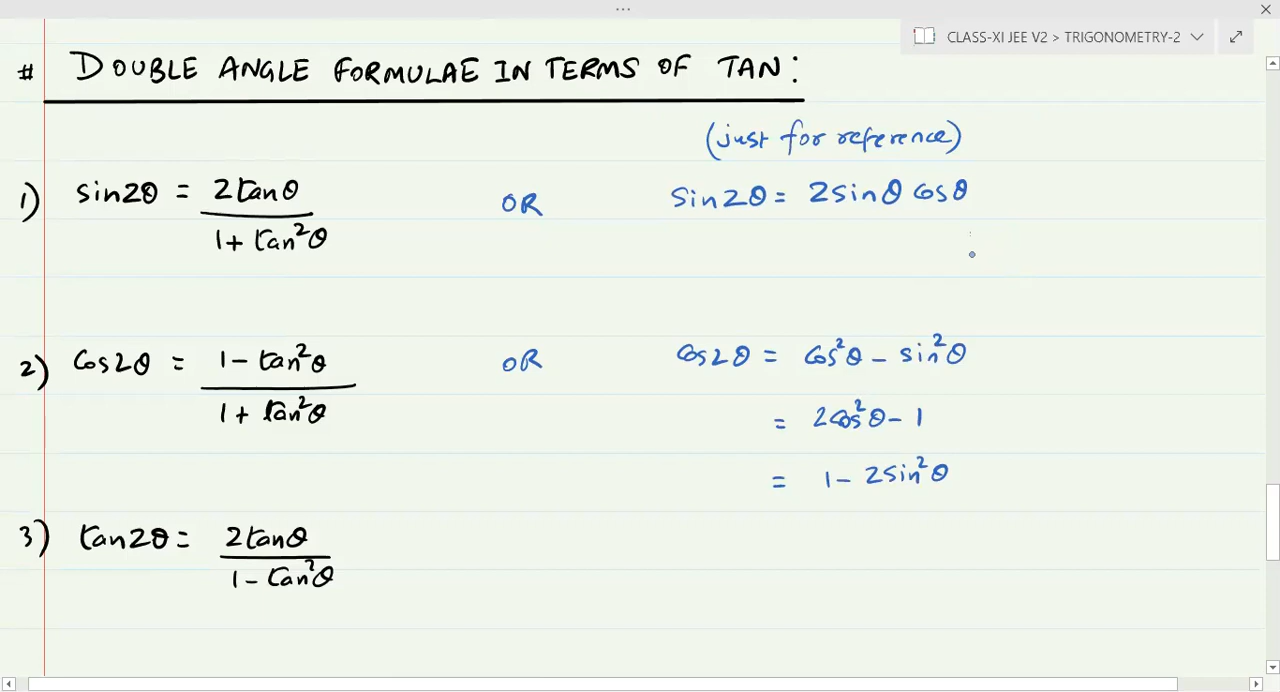 CLASS-XI JEE V2 > TRIGONOMETRY-2
# DOUBLE ANGLE FORMULAE IN TERMS OF TAN:
(just for reference)
1) sin2θ = 2tanθ / 1+tan²θ OR sin2θ = 2sinθ cosθ
2) cos2θ = 1-tan²θ / 1+tan²θ OR cos2θ = cos²θ - sin²θ
= 2cos²θ - 1
= 1 - 2sin²θ
3) tan2θ = 2tanθ / 1-tan²θ